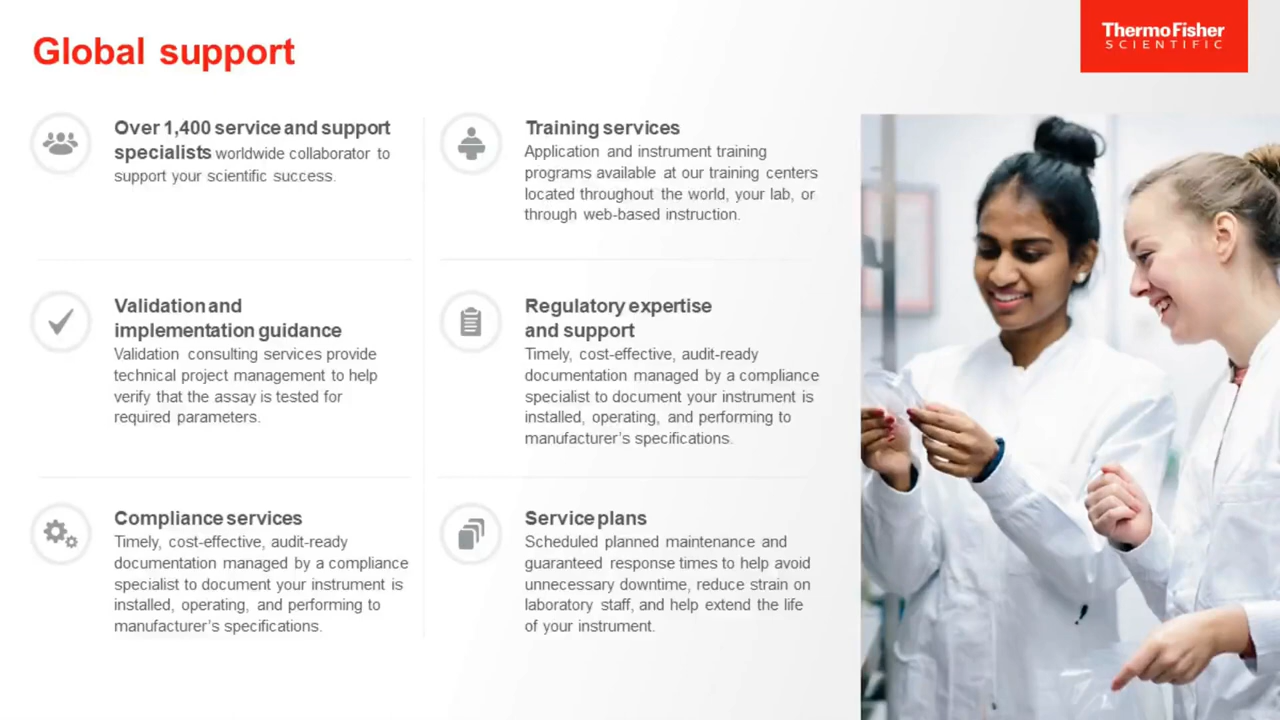 Global support
ThermoFisher
SCIENTIFIC
Over 1,400 service and support
specialists worldwide collaborator to
support your scientific success.
Training services
Application and instrument training
programs available at our training centers
located throughout the world, your lab, or
through web-based instruction.
Validation and
implementation guidance
Validation consulting services provide
technical project management to help
verify that the assay is tested for
required parameters.
Regulatory expertise
and support
Timely, cost-effective, audit-ready
documentation managed by a compliance
specialist to document your instrument is
installed, operating, and performing to
manufacturer's specifications.
Compliance services
Timely, cost-effective, audit-ready
documentation managed by a compliance
specialist to document your instrument is
installed, operating, and performing to
manufacturer's specifications.
Service plans
Scheduled planned maintenance and
guaranteed response times to help avoid
unnecessary downtime, reduce strain on
laboratory staff, and help extend the life
of your instrument.